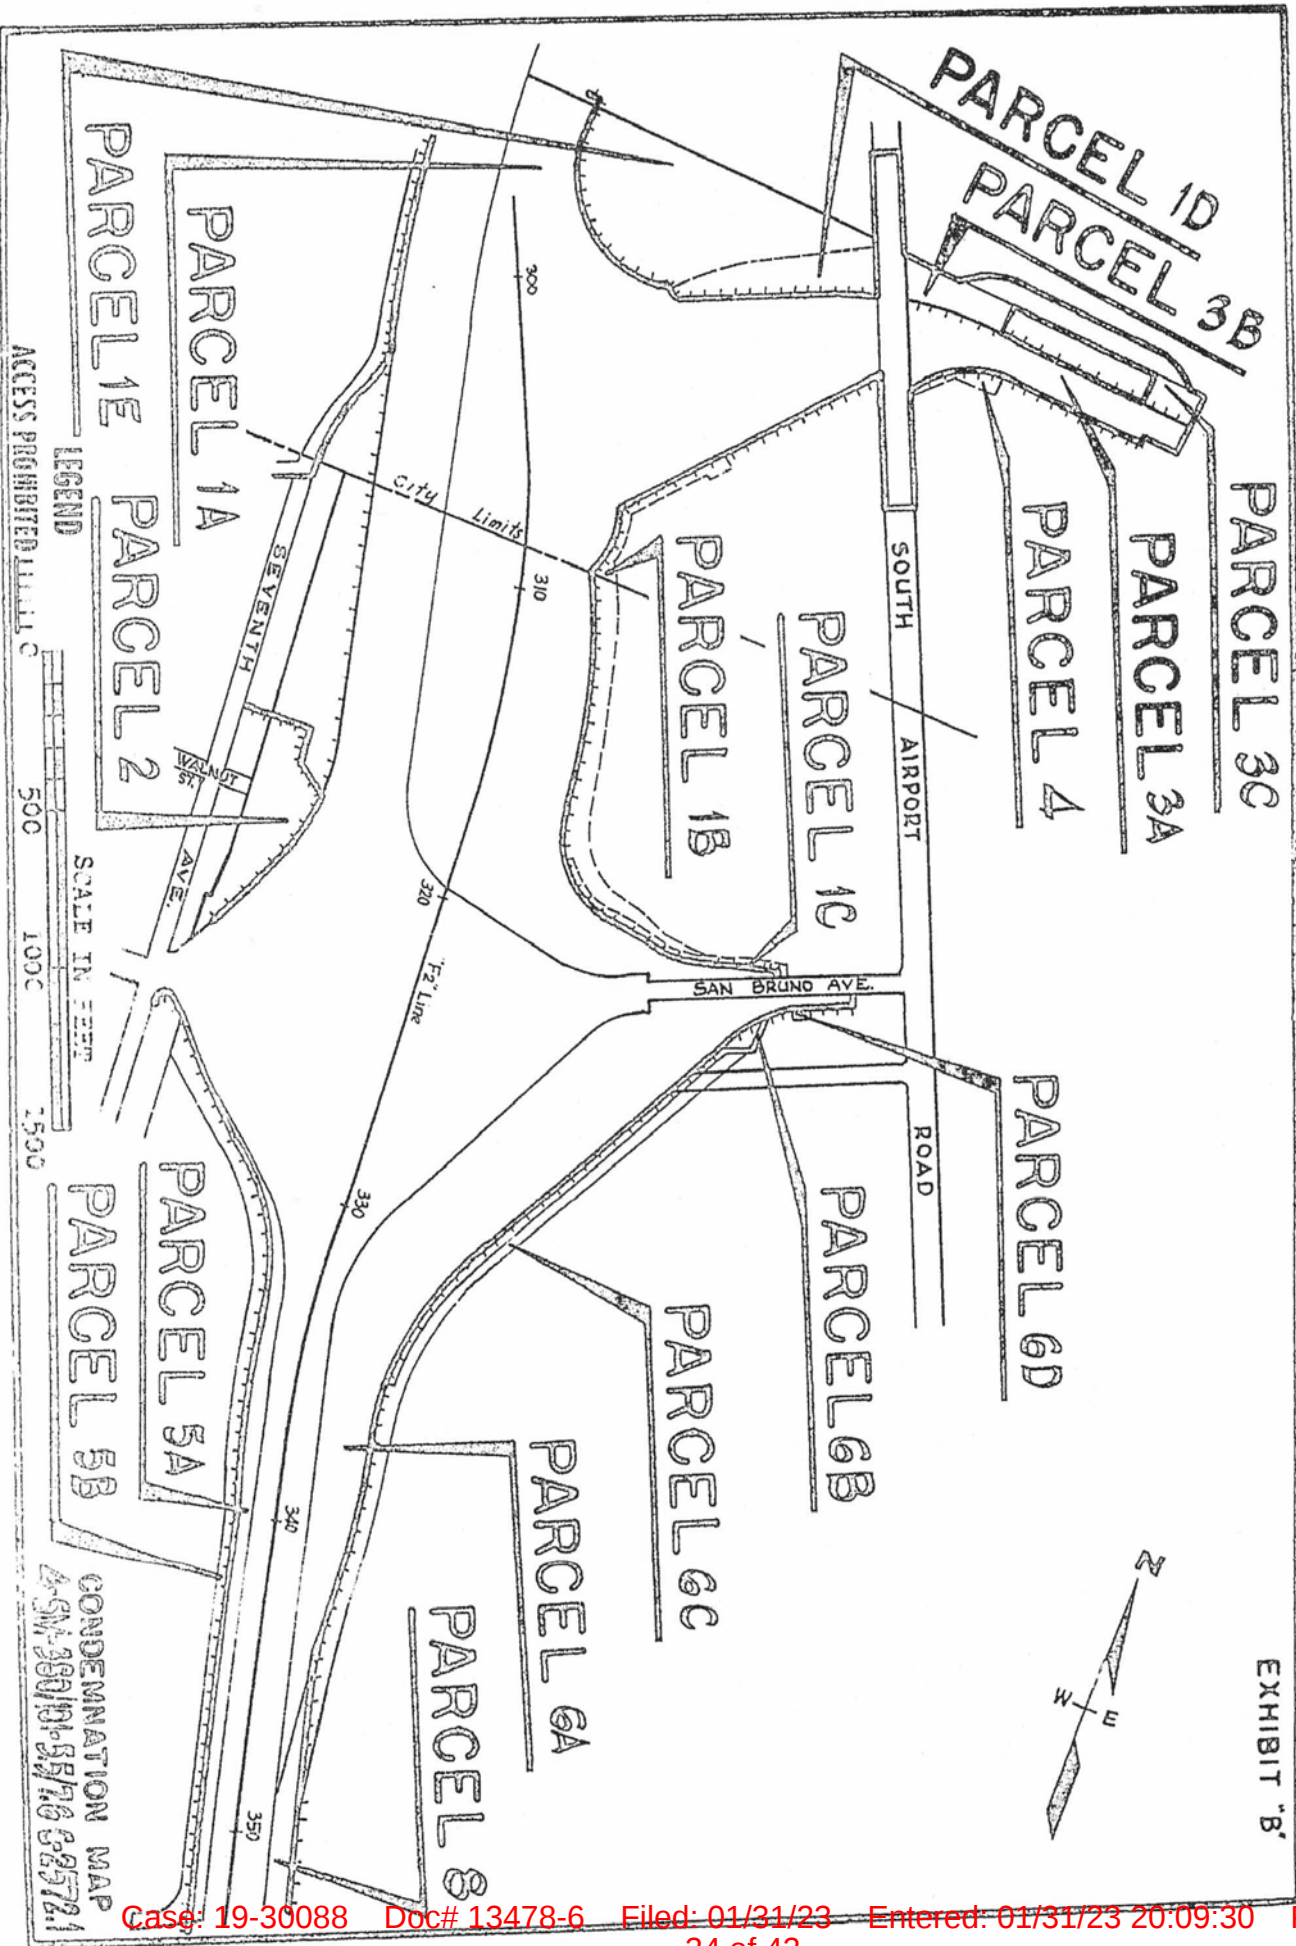 EXHIBIT "B"
PARCEL 1D
PARCEL 3B
PARCEL 3C
PARCEL 3A
PARCEL 4
PARCEL 1C
PARCEL 1B
PARCEL 1A
PARCEL 1E
PARCEL 2
PARCEL 6D
PARCEL 6B
PARCEL 6C
PARCEL 6A
PARCEL 8
PARCEL 5A
PARCEL 5B
SOUTH AIRPORT ROAD
SAN BRUNO AVE.
SEVENTH AVE.
WALNUT
ST.
City Limits
"F2" Line
300
310
320
330
340
350
N
W E
LEGEND
ACCESS PROHIBITED
0 500 1000 1500
SCALE IN FEET
CONDEMNATION MAP
Case: 19-30088 Doc# 13478-6 Filed: 01/31/23 Entered: 01/31/23 20:09:30